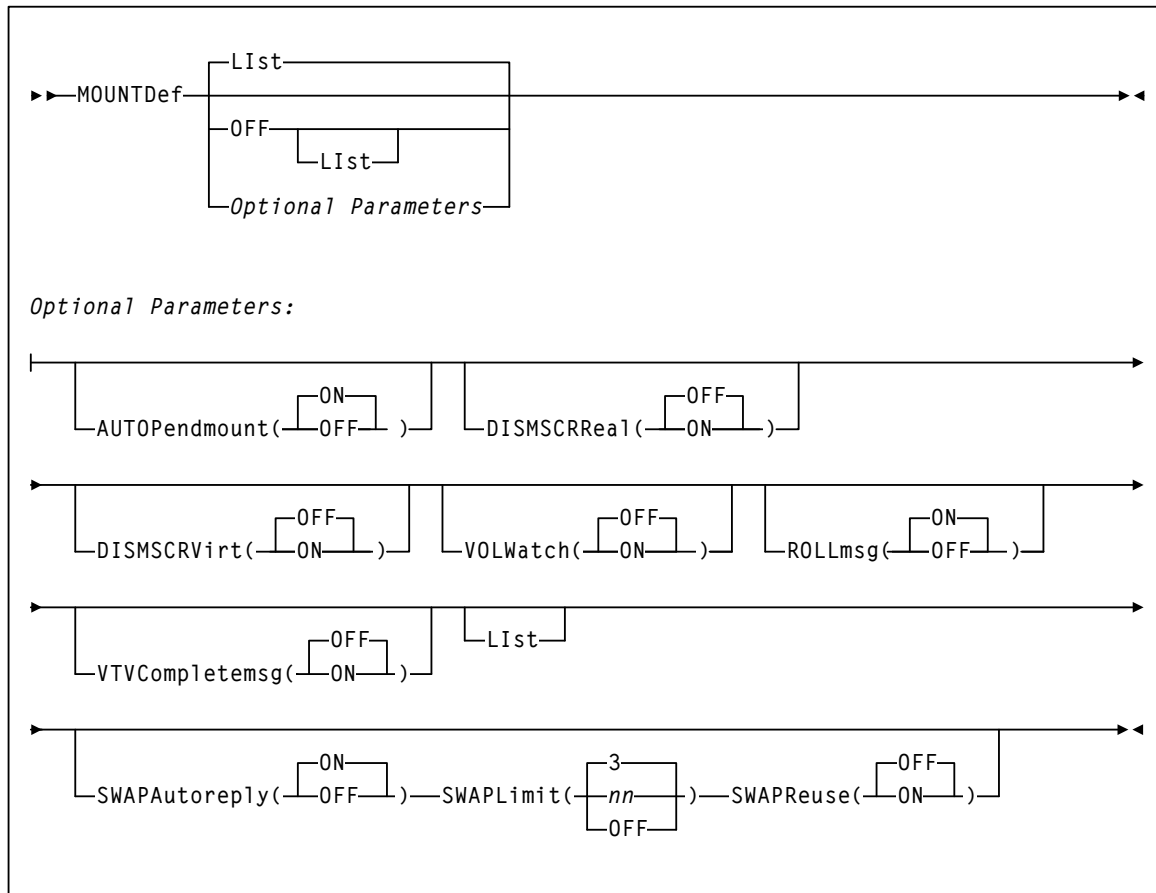 LIst
MOUNTDef
OFF
LIst
Optional Parameters
Optional Parameters:
ON OFF
AUTOPendmount( OFF ) DISMSCRReal( ON )
OFF OFF ON
DISMSCRVirt( ON ) VOLWatch( ON ) ROLLmsg( OFF )
OFF LIst
VTVCompletemsg( ON )
ON 3 OFF
SWAPAutoreply( OFF ) SWAPLimit( nn ) SWAPReuse( ON )
OFF